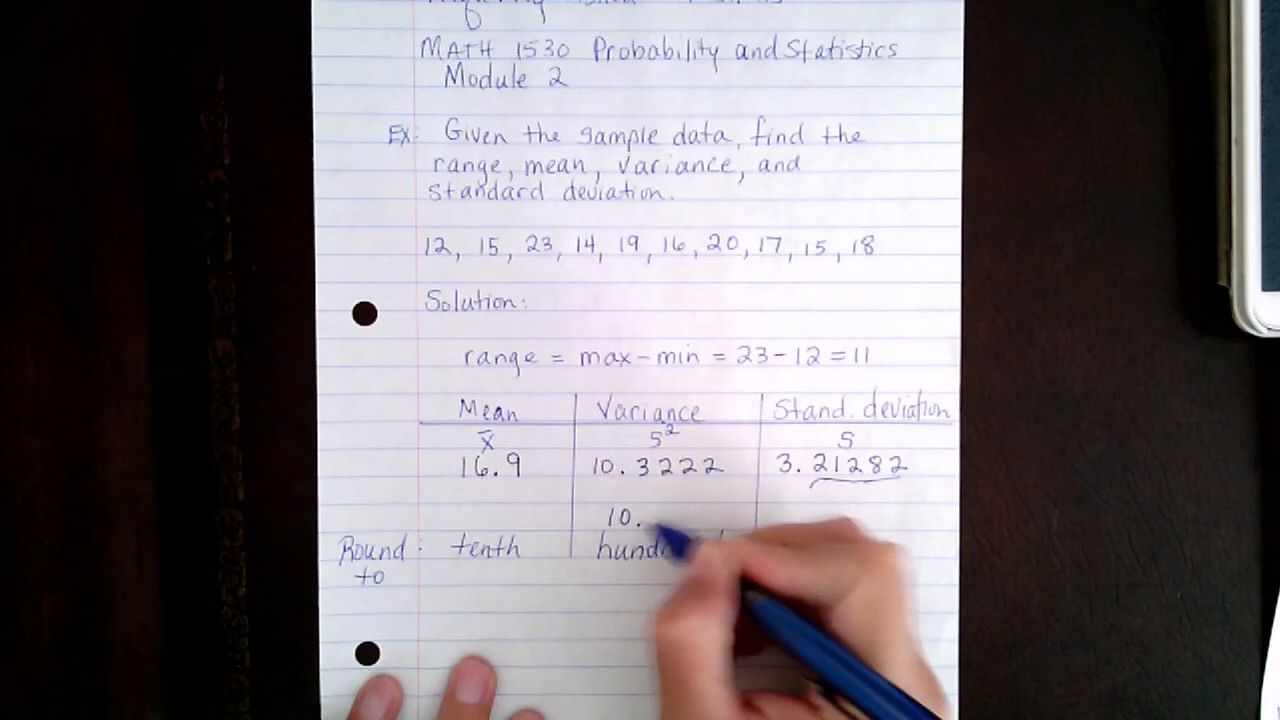 MATH 1530 Probability and Statistics
Module 2
EX: Given the sample data, find the
range, mean, variance, and
standard deviation.
12, 15, 23, 14, 19, 16, 20, 17, 15, 18
Solution:
range = max - min = 23 - 12 = 11
Mean Variance Stand. deviation
x̄ s² s
16.9 10.3222 3.21282
10.
Round to: tenth